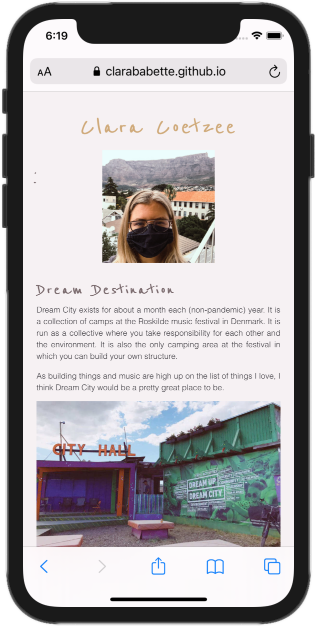 6:19
AA clarababette.github.io
Clara Coetzee
Dream Destination
Dream City exists for about a month each (non-pandemic) year. It is
a collection of camps at the Roskilde music festival in Denmark. It is
run as a collective where you take responsibility for each other and
the environment. It is also the only camping area at the festival in
which you can build your own structure.
As building things and music are high up on the list of things I love, I
think Dream City would be a pretty great place to be.
CITY HALL
DREAM UP
DREAM CITY